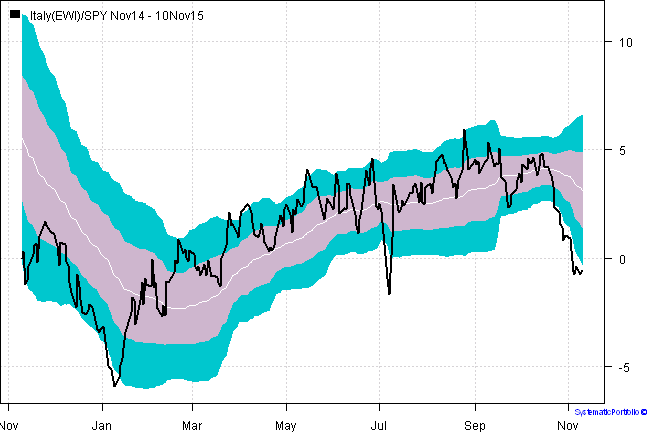 Italy(EWI)/SPY Nov14 - 10Nov15
10
5
0
-5
Nov Jan Mar May Jul Sep Nov
SystematicPortfolio ©